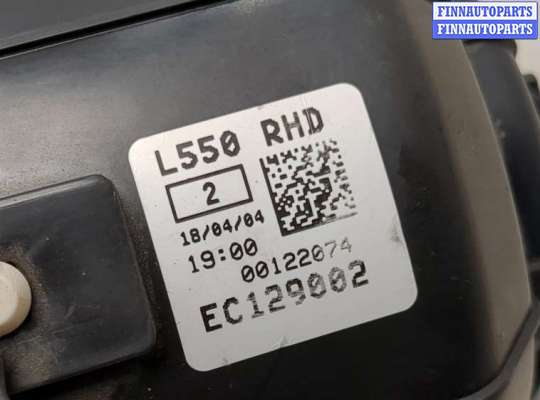 FINNAUTOPARTS
FINNAUTOPARTS
L550 RHD
2
18/04/04
19:00
00122074
EC129002